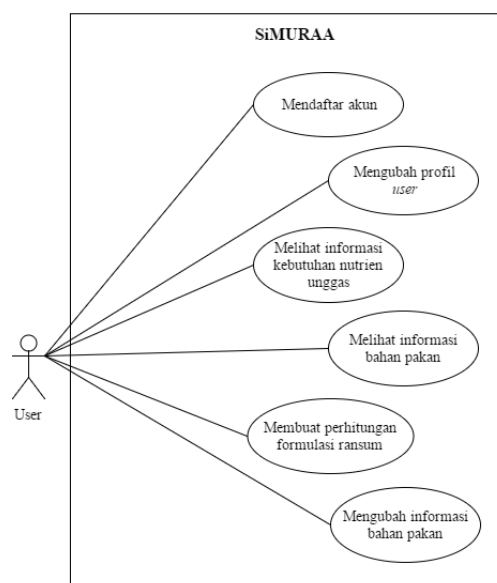 SiMURAA
Mendaftar akun
Mengubah profil
user
Melihat informasi
kebutuhan nutrien
unggas
Melihat informasi
bahan pakan
User
Membuat perhitungan
formulasi ransum
Mengubah informasi
bahan pakan